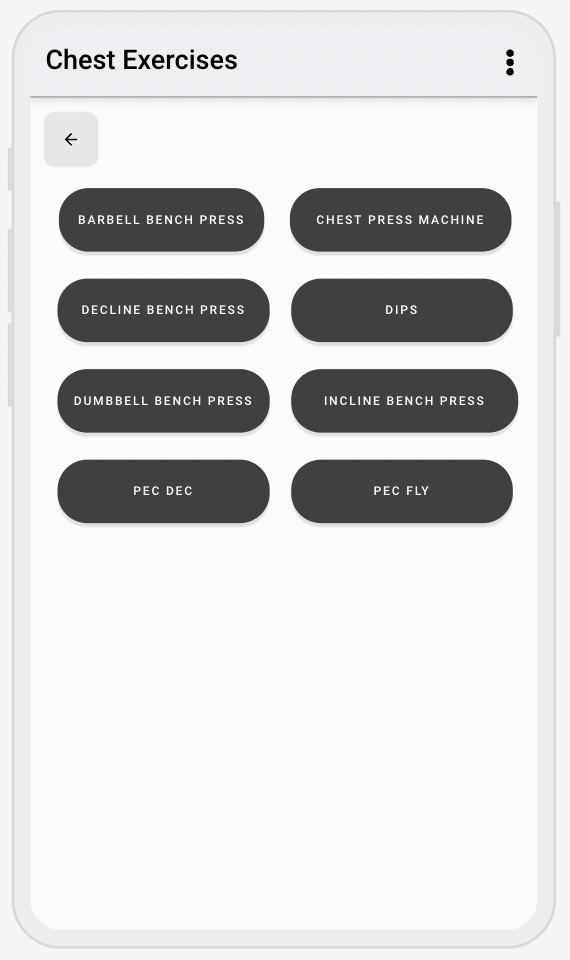 Chest Exercises
BARBELL BENCH PRESS
CHEST PRESS MACHINE
DECLINE BENCH PRESS
DIPS
DUMBBELL BENCH PRESS
INCLINE BENCH PRESS
PEC DEC
PEC FLY